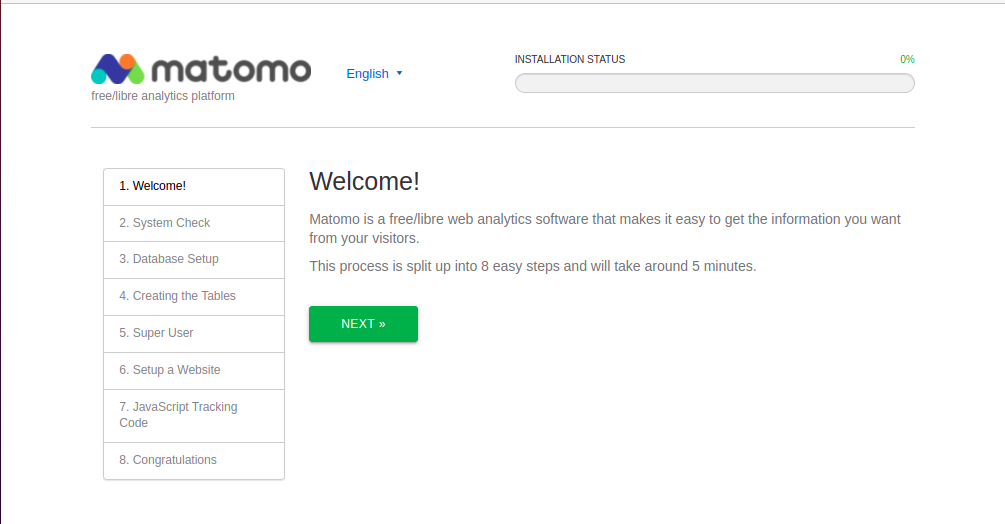 matomo
free/libre analytics platform
English
INSTALLATION STATUS
0%
1. Welcome!
2. System Check
3. Database Setup
4. Creating the Tables
5. Super User
6. Setup a Website
7. JavaScript Tracking
Code
8. Congratulations
Welcome!
Matomo is a free/libre web analytics software that makes it easy to get the information you want
from your visitors.
This process is split up into 8 easy steps and will take around 5 minutes.
NEXT »